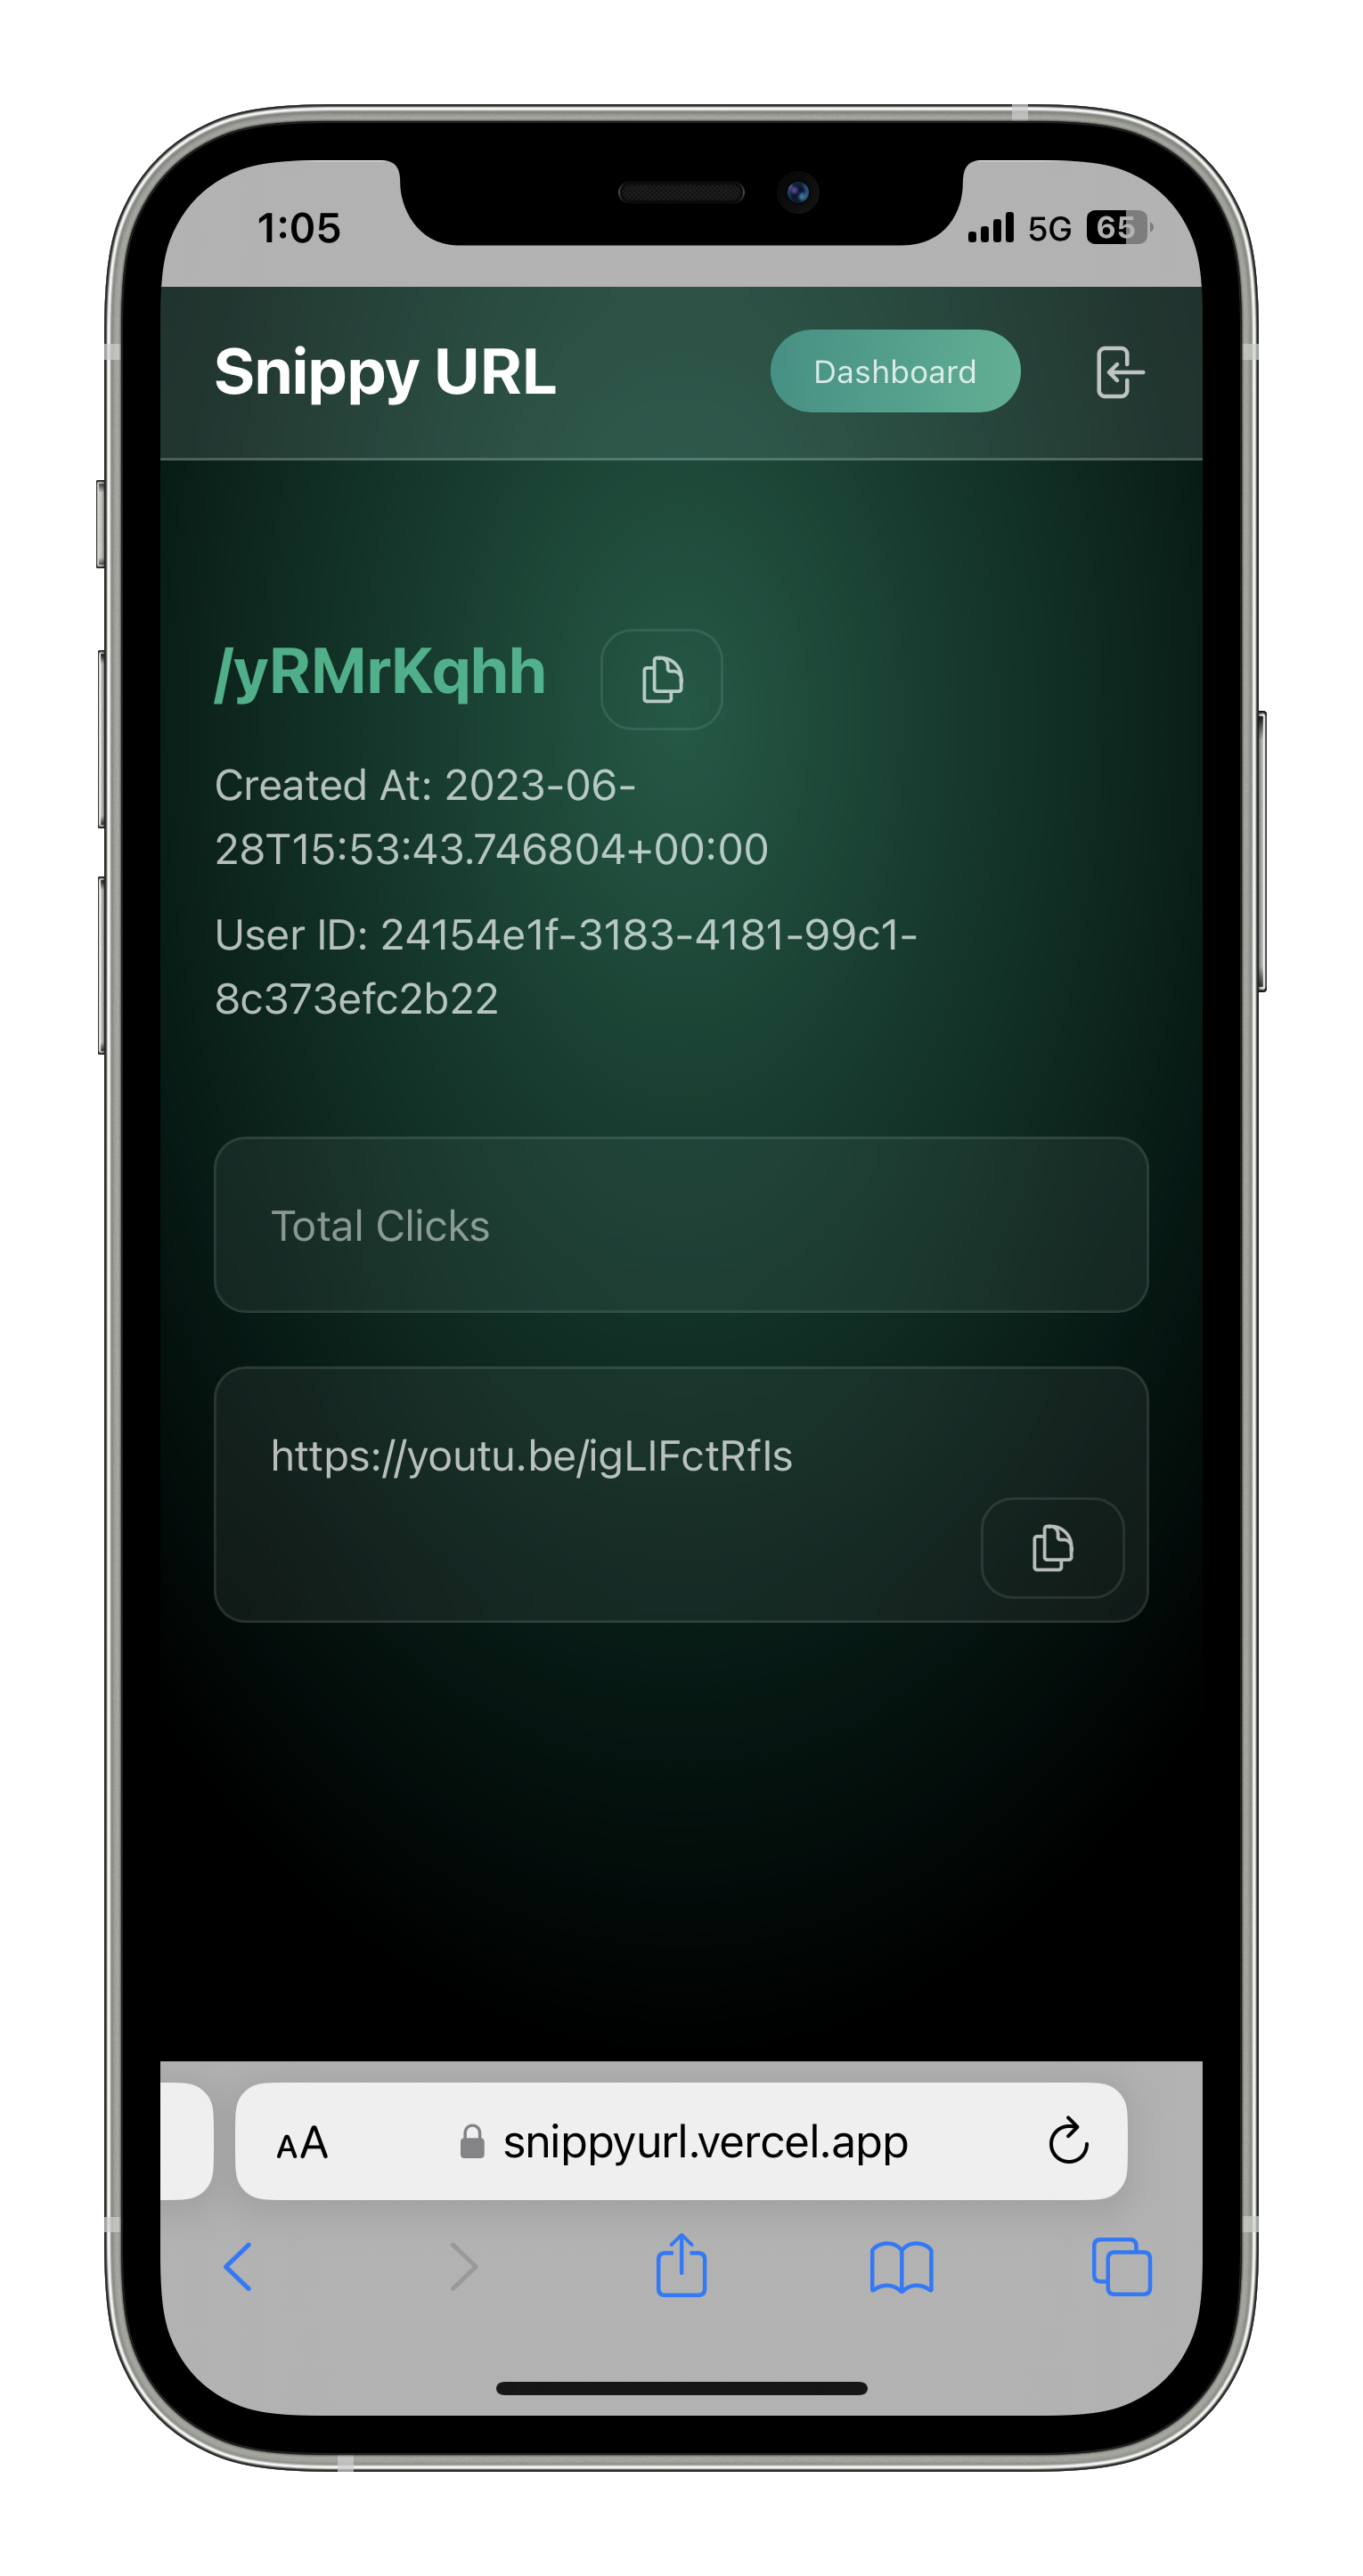 1:05 5G 65
Snippy URL Dashboard
/yRMrKqhh
Created At: 2023-06-
28T15:53:43.746804+00:00
User ID: 24154e1f-3183-4181-99c1-
8c373efc2b22
Total Clicks
https://youtu.be/igLIFctRfIs
AA snippyurl.vercel.app